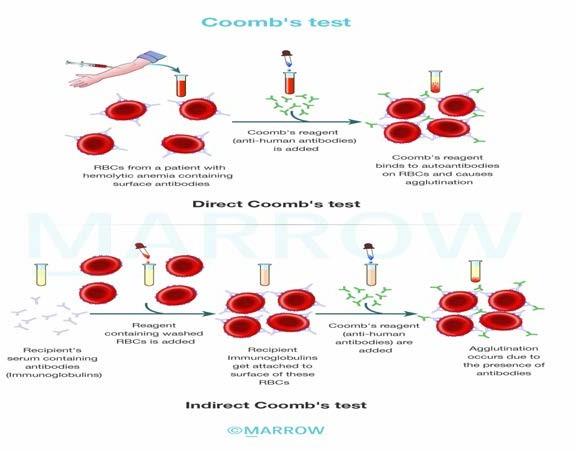 Coomb's test
RBCs from a patient with
hemolytic anemia containing
surface antibodies
Coomb's reagent
(anti-human antibodies)
is added
Coomb's reagent
binds to autoantibodies
on RBCs and causes
agglutination
Direct Coomb's test
MARROW
Recipient's
serum containing
antibodies
(Immunoglobulins)
Reagent
containing washed
RBCs is added
Recipient
Immunoglobulins
get attached to
surface of these
RBCs
Coomb's reagent
(anti-human
antibodies) are
added
Agglutination
occurs due to
the presence of
antibodies
Indirect Coomb's test
©MARROW